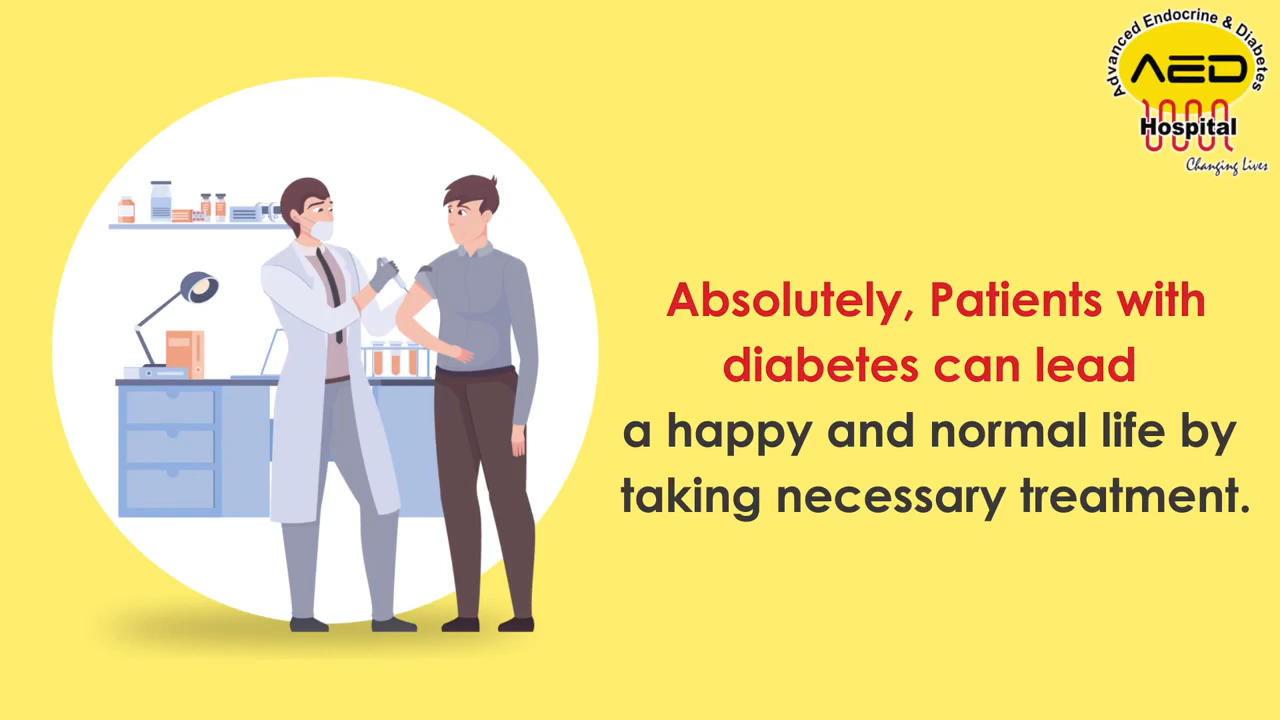 Advanced Endocrine & Diabetes
AED
Hospital
Changing Lives
Absolutely, Patients with
diabetes can lead
a happy and normal life by
taking necessary treatment.